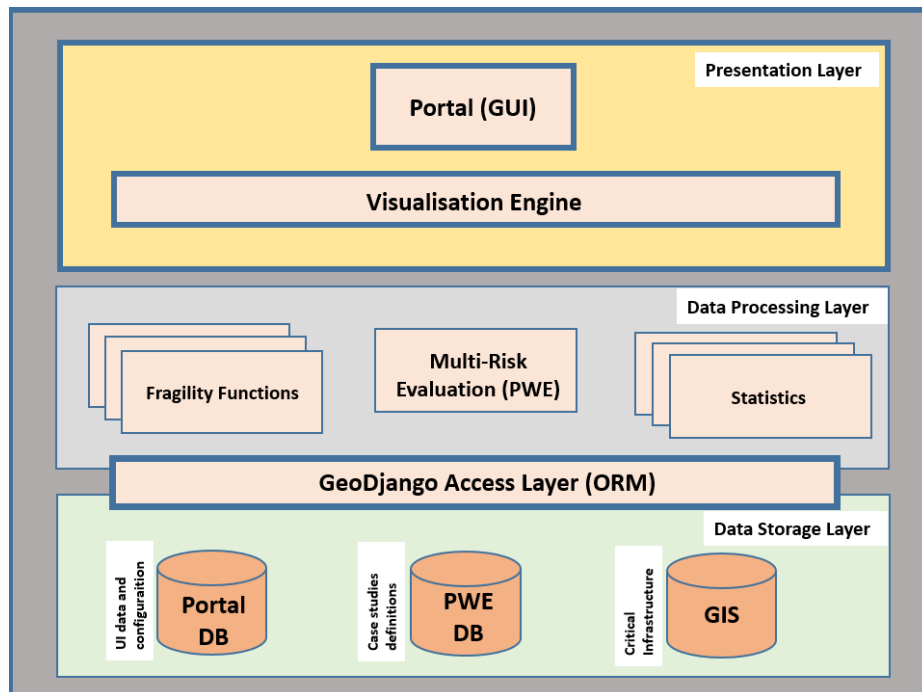 Presentation Layer
Portal (GUI)
Visualisation Engine
Data Processing Layer
Fragility Functions
Multi-Risk
Evaluation (PWE)
Statistics
GeoDjango Access Layer (ORM)
Data Storage Layer
UI data and
configuraition
Portal
DB
Case studies
definitions
PWE
DB
Critical
Infrastructure
GIS